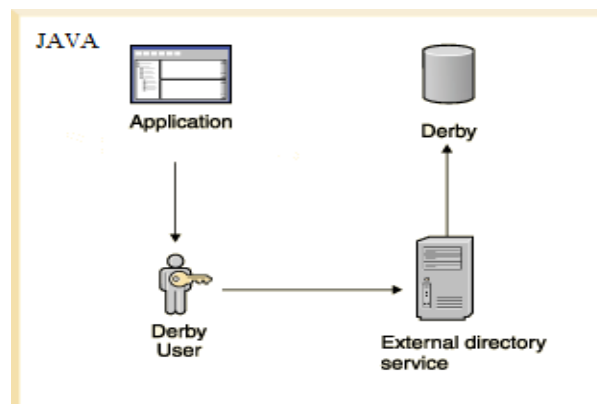 JAVA
Application
Derby
Derby
User
External directory
service